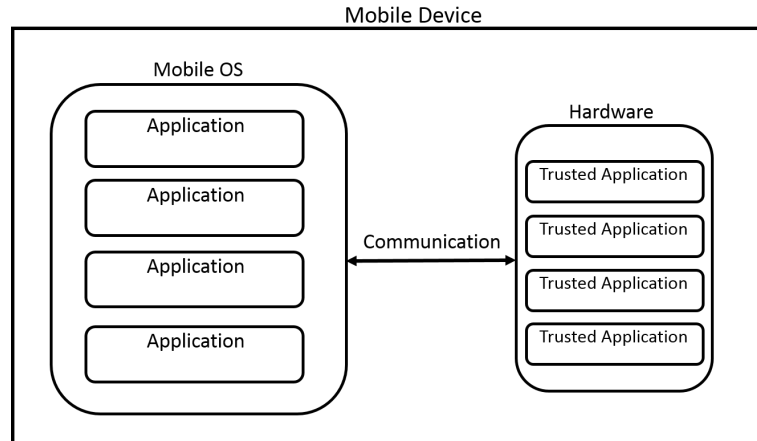 Mobile Device
Mobile OS
Application
Application
Application
Application
Communication
Hardware
Trusted Application
Trusted Application
Trusted Application
Trusted Application